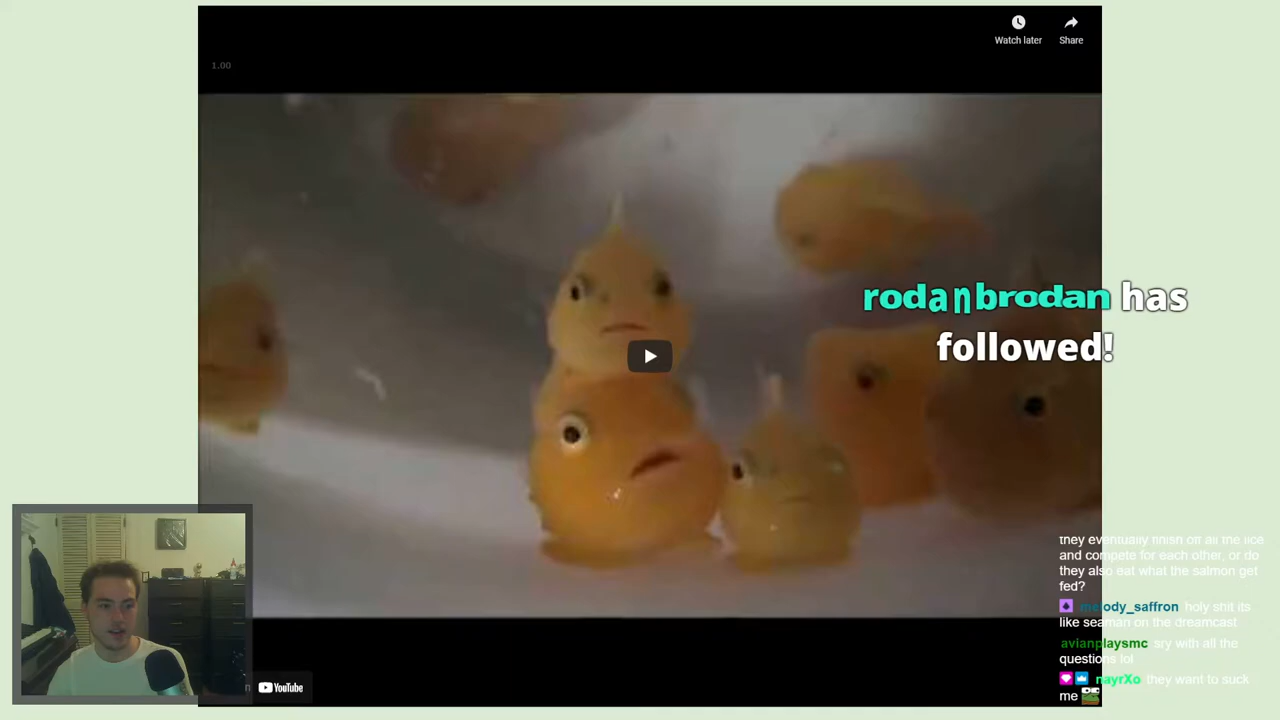 Watch later
Share
1.00
rodanbrodan has
followed!
they eventually finish off all the lice
and compete for each other, or do
they also eat what the salmon get
fed?
melody_saffron holy shit its
like seaman on the dreamcast
avianplaysmc sry with all the
questions lol
nayrXo they want to suck
me
YouTube